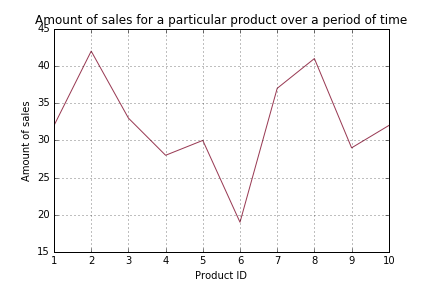 Amount of sales for a particular product over a period of time
45
40
35
30
25
20
15
Amount of sales
1 2 3 4 5 6 7 8 9 10
Product ID